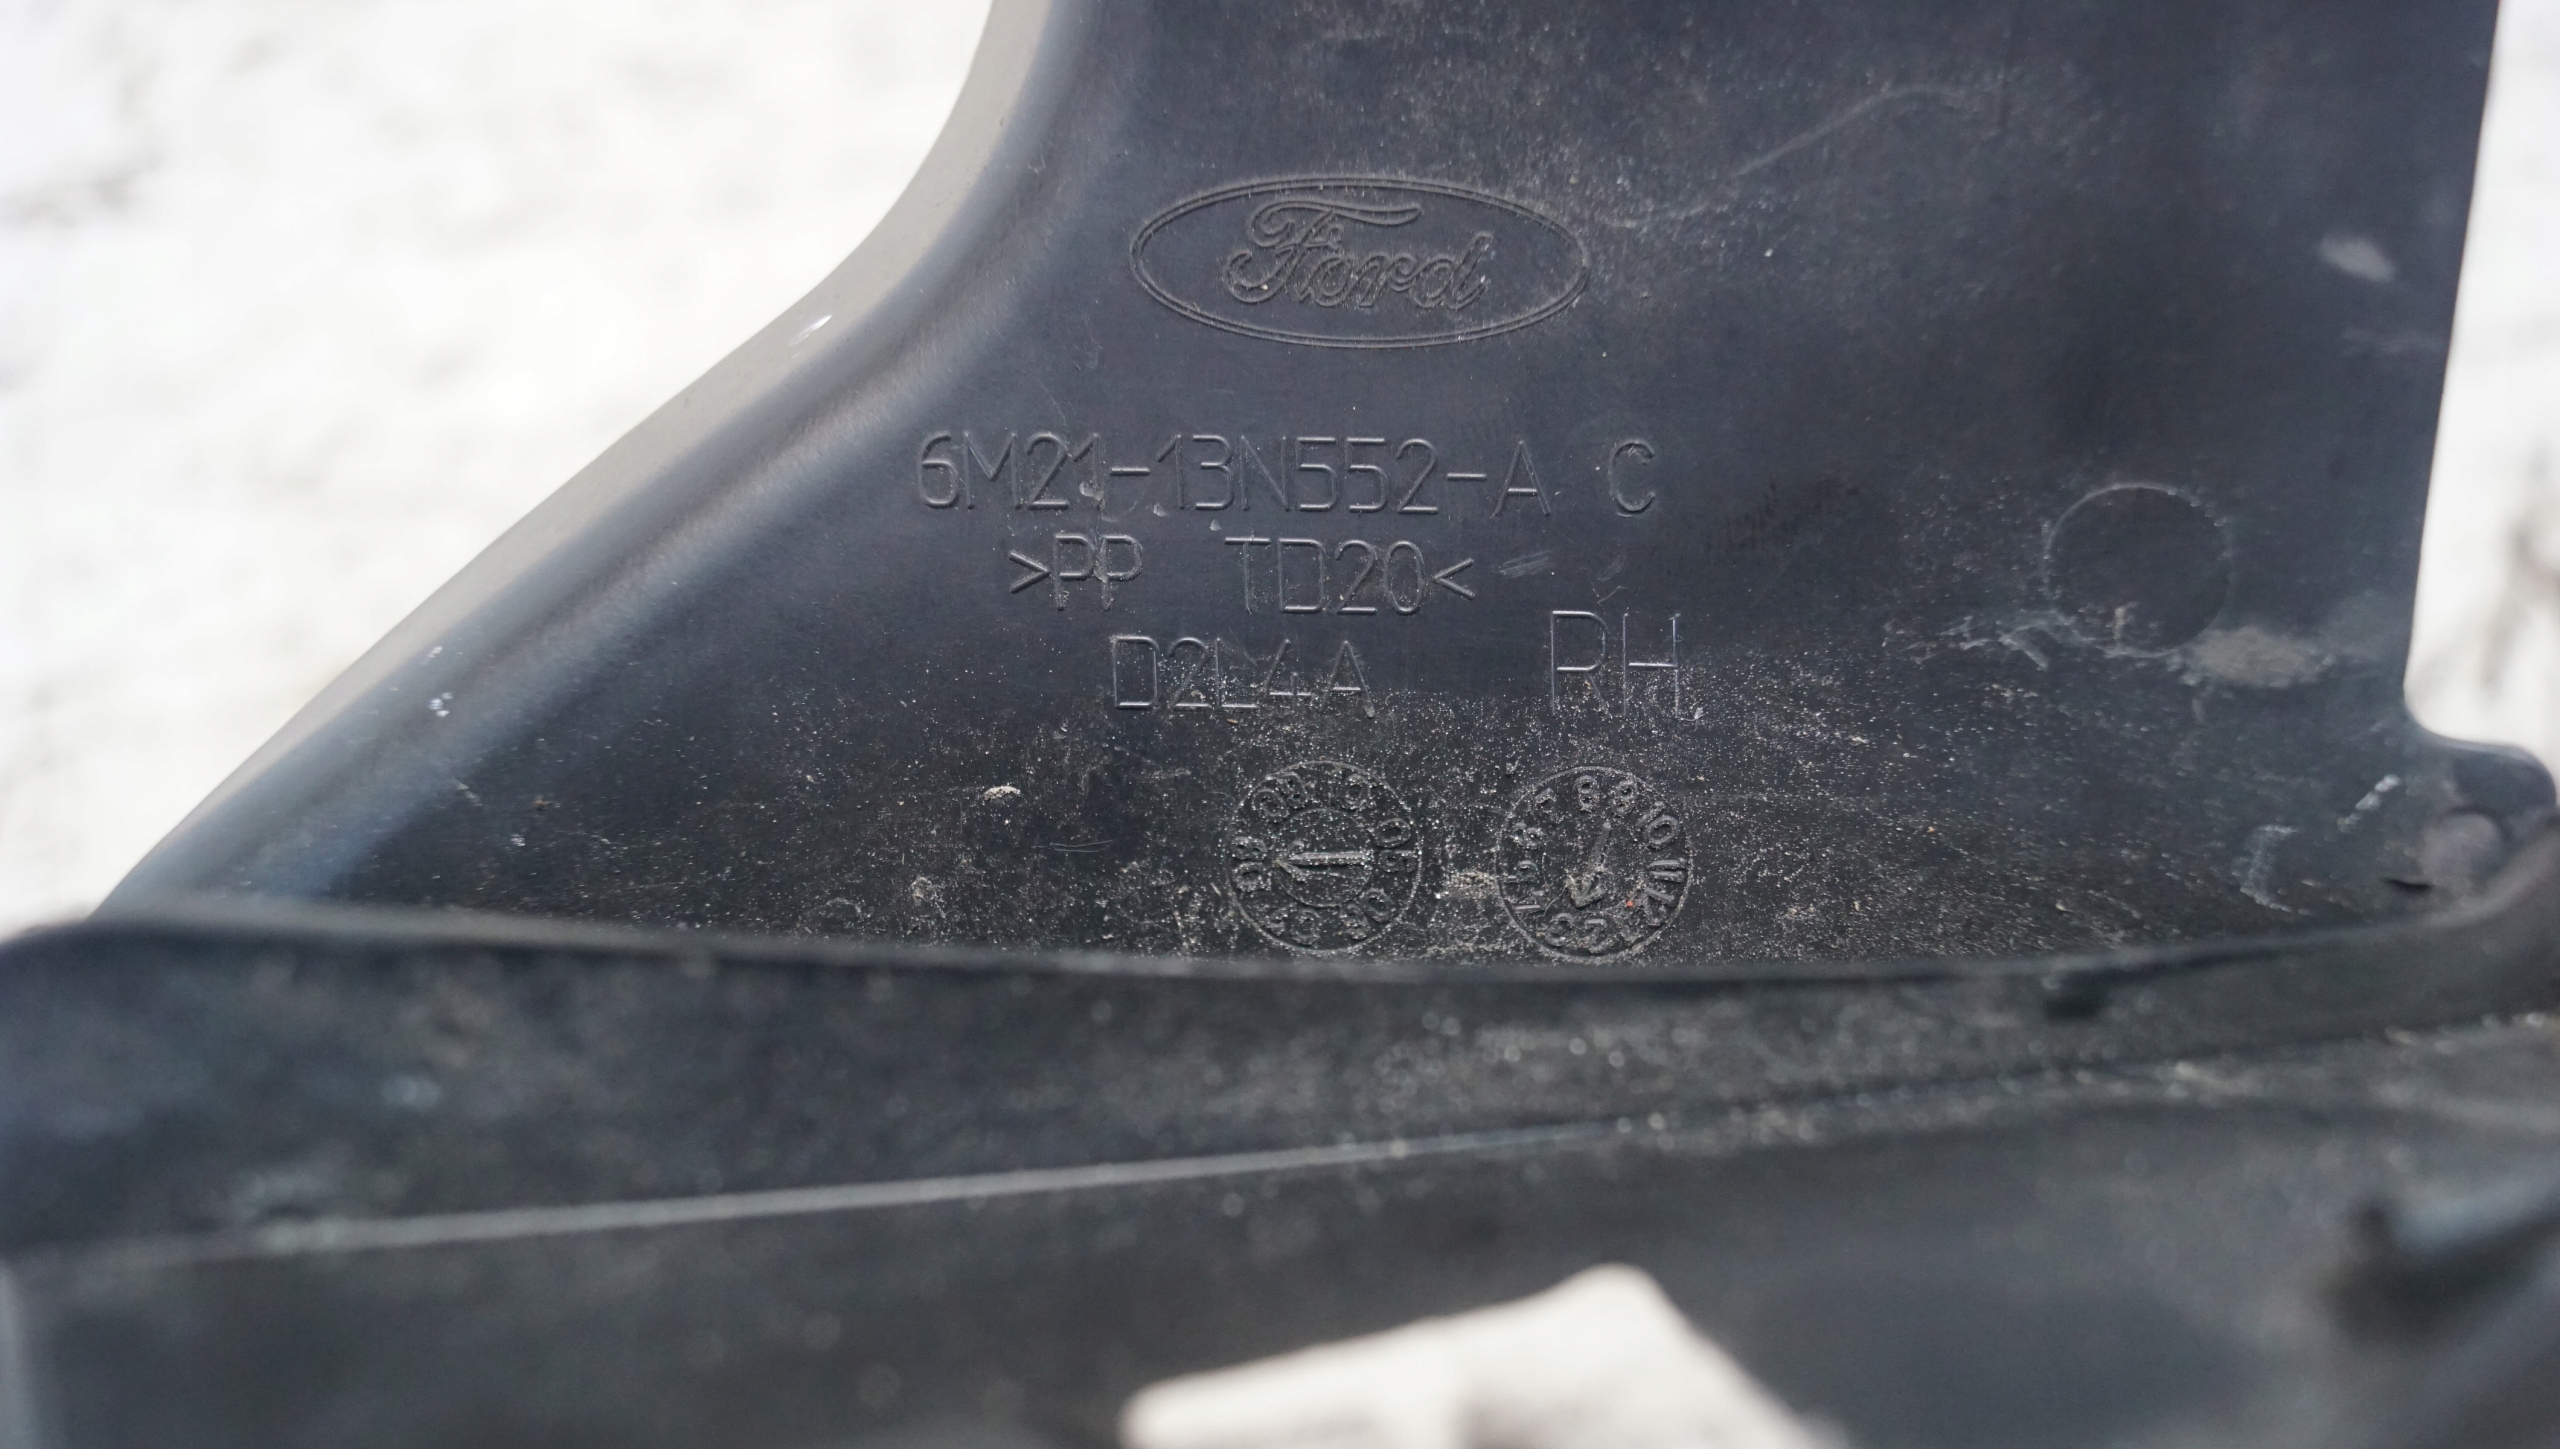 Ford
6M21-13N552-A C
>PP TD20<
D2L4A RH